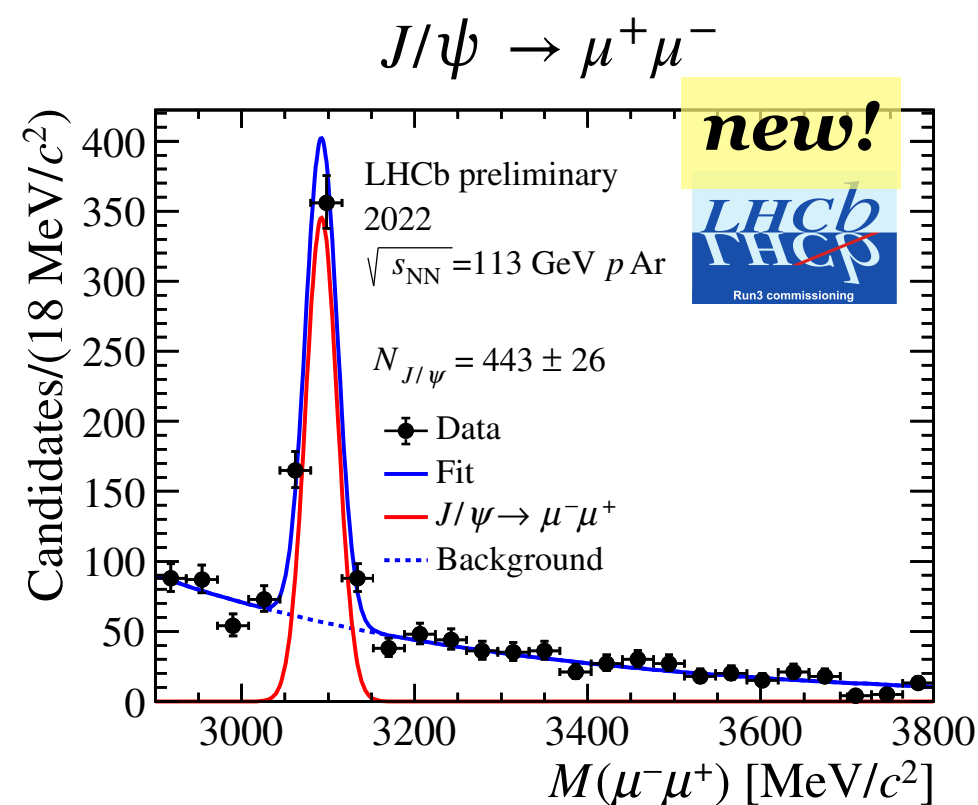 J/ψ → μ⁺μ⁻
new!
LHCb
LHCb
Run3 commissioning
LHCb preliminary
2022
√s_NN =113 GeV p Ar
N_J/ψ = 443 ± 26
Data
Fit
J/ψ→ μ⁻μ⁺
Background
Candidates/(18 MeV/c²)
400
350
300
250
200
150
100
50
0
3000 3200 3400 3600 3800
M(μ⁻μ⁺) [MeV/c²]